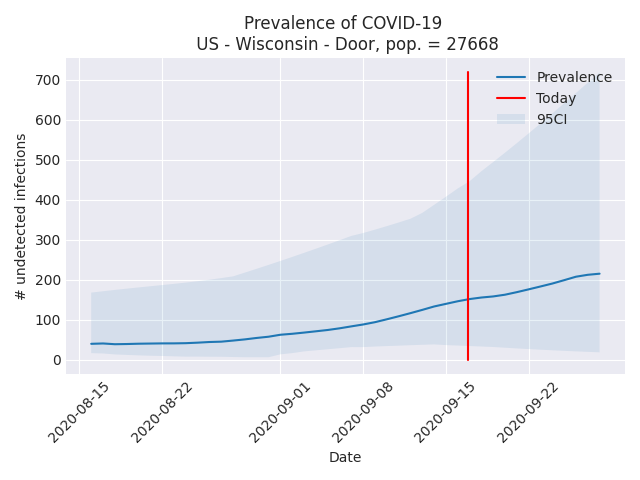 Prevalence of COVID-19
US - Wisconsin - Door, pop. = 27668
Prevalence
Today
95CI
# undetected infections
700
600
500
400
300
200
100
0
2020-08-15
2020-08-22
2020-09-01
2020-09-08
2020-09-15
2020-09-22
Date